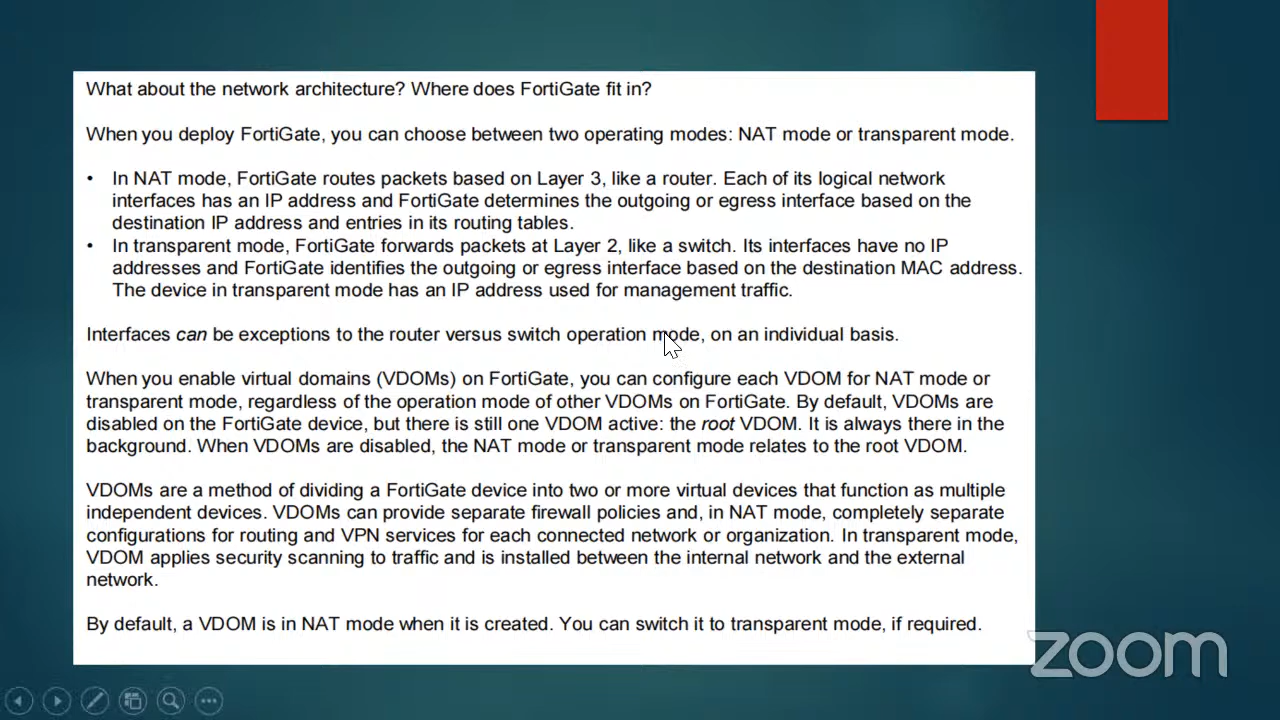 What about the network architecture? Where does FortiGate fit in?
When you deploy FortiGate, you can choose between two operating modes: NAT mode or transparent mode.
• In NAT mode, FortiGate routes packets based on Layer 3, like a router. Each of its logical network
interfaces has an IP address and FortiGate determines the outgoing or egress interface based on the
destination IP address and entries in its routing tables.
• In transparent mode, FortiGate forwards packets at Layer 2, like a switch. Its interfaces have no IP
addresses and FortiGate identifies the outgoing or egress interface based on the destination MAC address.
The device in transparent mode has an IP address used for management traffic.
Interfaces can be exceptions to the router versus switch operation mode, on an individual basis.
When you enable virtual domains (VDOMs) on FortiGate, you can configure each VDOM for NAT mode or
transparent mode, regardless of the operation mode of other VDOMs on FortiGate. By default, VDOMs are
disabled on the FortiGate device, but there is still one VDOM active: the root VDOM. It is always there in the
background. When VDOMs are disabled, the NAT mode or transparent mode relates to the root VDOM.
VDOMs are a method of dividing a FortiGate device into two or more virtual devices that function as multiple
independent devices. VDOMs can provide separate firewall policies and, in NAT mode, completely separate
configurations for routing and VPN services for each connected network or organization. In transparent mode,
VDOM applies security scanning to traffic and is installed between the internal network and the external
network.
By default, a VDOM is in NAT mode when it is created. You can switch it to transparent mode, if required.
zoom